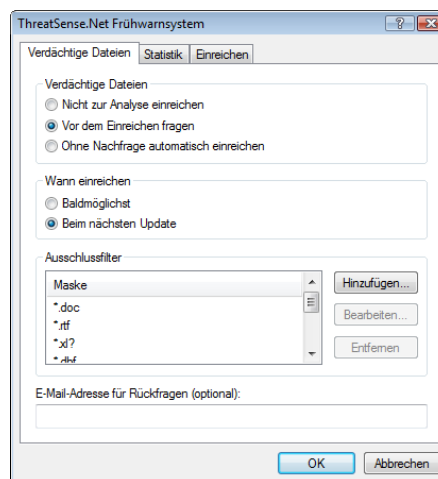 ThreatSense.Net Frühwarnsystem
Verdächtige Dateien Statistik Einreichen
Verdächtige Dateien
Nicht zur Analyse einreichen
Vor dem Einreichen fragen
Ohne Nachfrage automatisch einreichen
Wann einreichen
Baldmöglichst
Beim nächsten Update
Ausschlussfilter
Maske
*.doc
*.rtf
*.xl?
*.dbf
Hinzufügen...
Bearbeiten...
Entfernen
E-Mail-Adresse für Rückfragen (optional):
OK Abbrechen